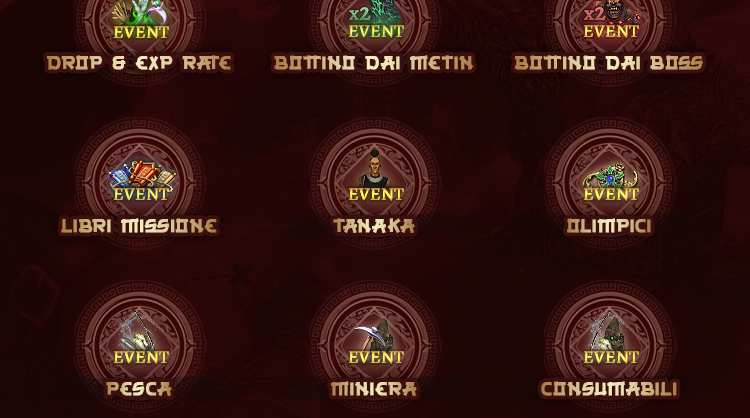 EVENT
x2 EVENT
x2 EVENT
DROP & EXP RATE
BOTTINO DAI METIN
BOTTINO DAI BOSS
EVENT
EVENT
EVENT
LIBRI MISSIONE
TANAKA
OLIMPICI
EVENT
EVENT
EVENT
PESCA
MINIERA
CONSUMABILI